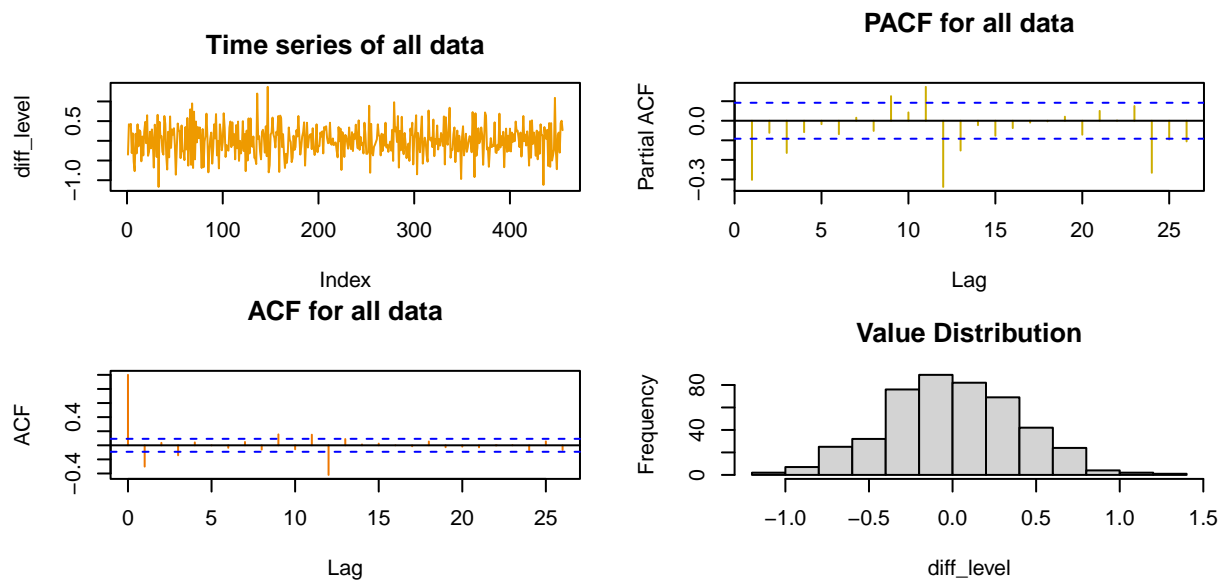 Time series of all data
diff_level
-1.0 0.5
0 100 200 300 400
Index
PACF for all data
Partial ACF
-0.3 0.0
0 5 10 15 20 25
Lag
ACF for all data
ACF
-0.4 0.4
0 5 10 15 20 25
Lag
Value Distribution
Frequency
0 40 80
-1.0 -0.5 0.0 0.5 1.0 1.5
diff_level